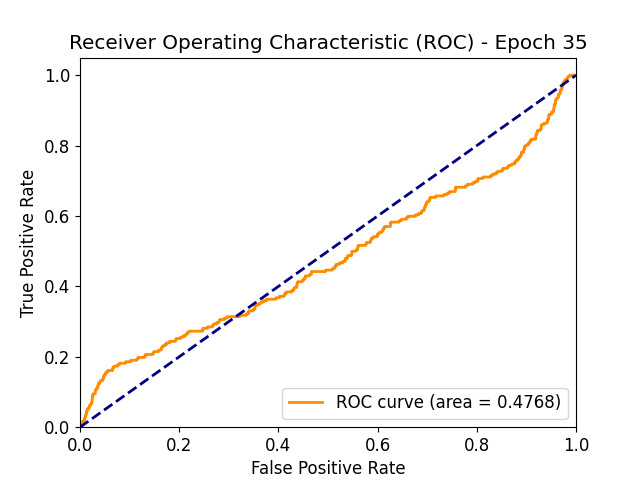 Receiver Operating Characteristic (ROC) - Epoch 35
True Positive Rate
1.0
0.8
0.6
0.4
0.2
0.0
ROC curve (area = 0.4768)
0.0 0.2 0.4 0.6 0.8 1.0
False Positive Rate